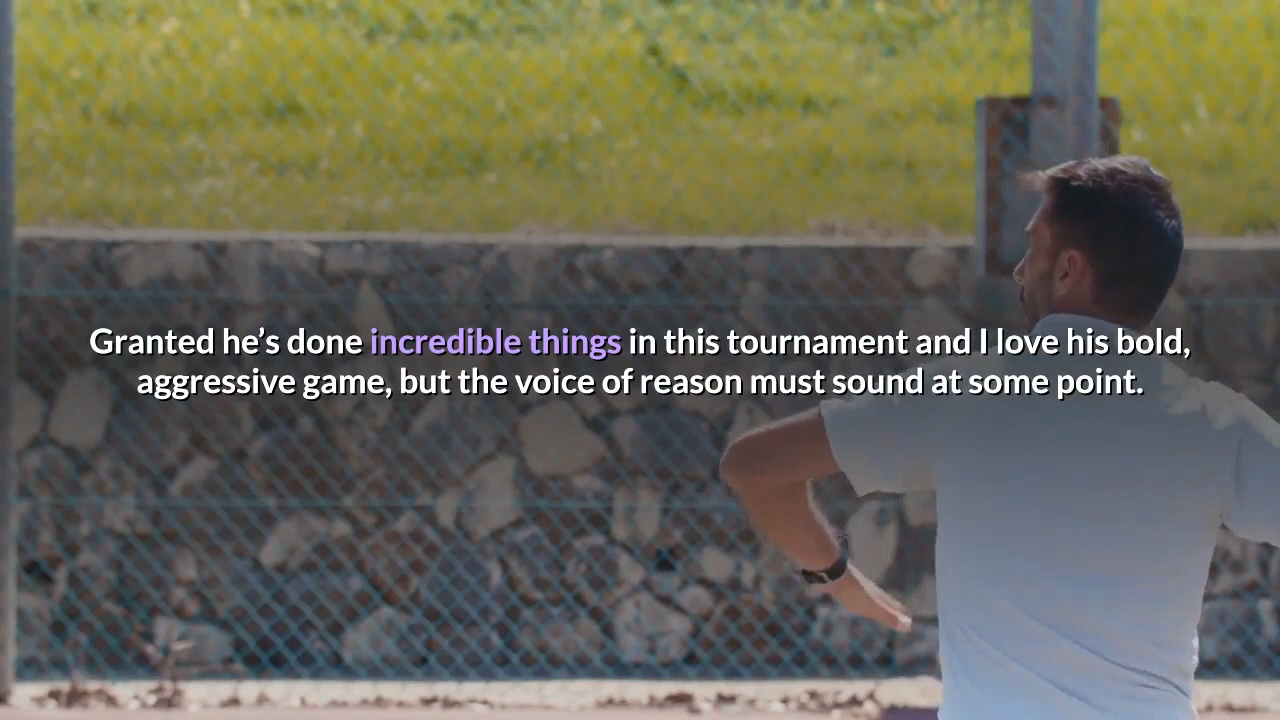 Granted he’s done incredible things in this tournament and I love his bold,
aggressive game, but the voice of reason must sound at some point.